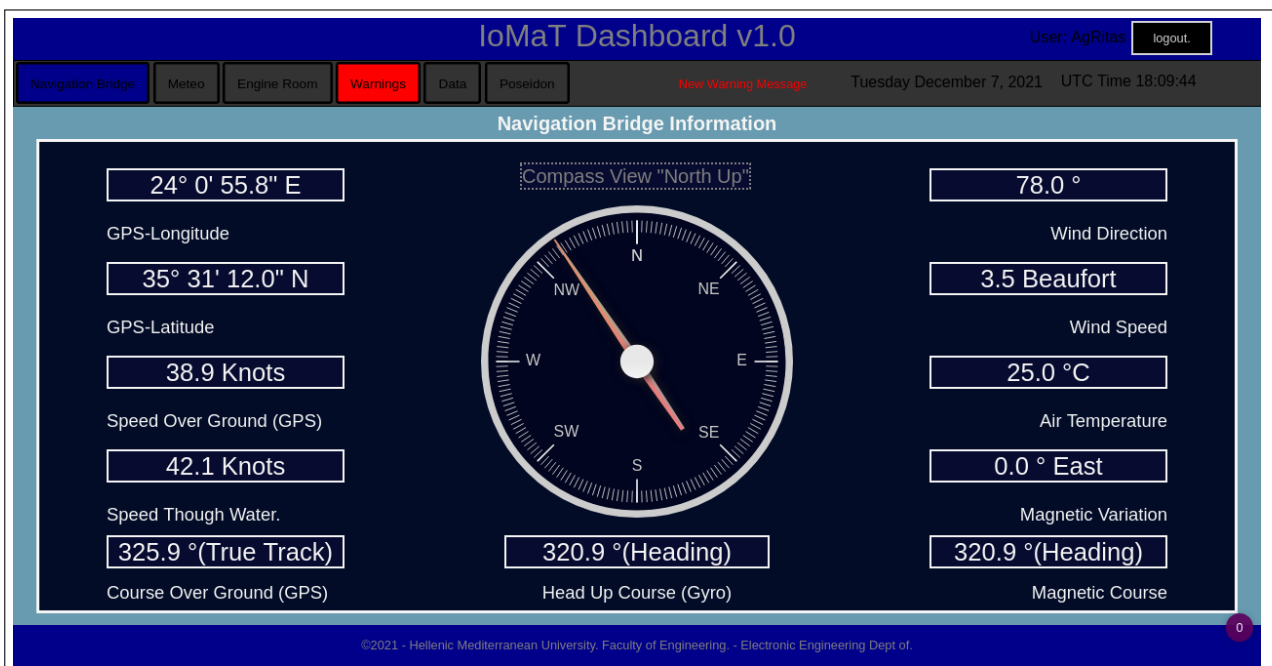 IoMaT Dashboard v1.0
User: AgRitas
logout.
Navigation Bridge Meteo Engine Room Warnings Data Poseidon New Warning Message Tuesday December 7, 2021 UTC Time 18:09:44
Navigation Bridge Information
24° 0' 55.8" E
GPS-Longitude
35° 31' 12.0" N
GPS-Latitude
38.9 Knots
Speed Over Ground (GPS)
42.1 Knots
Speed Though Water.
325.9 °(True Track)
Course Over Ground (GPS)
Compass View "North Up"
N
NW NE
W E
SW SE
S
320.9 °(Heading)
Head Up Course (Gyro)
78.0 °
Wind Direction
3.5 Beaufort
Wind Speed
25.0 °C
Air Temperature
0.0 ° East
Magnetic Variation
320.9 °(Heading)
Magnetic Course
0
©2021 - Hellenic Mediterranean University. Faculty of Engineering. - Electronic Engineering Dept of.